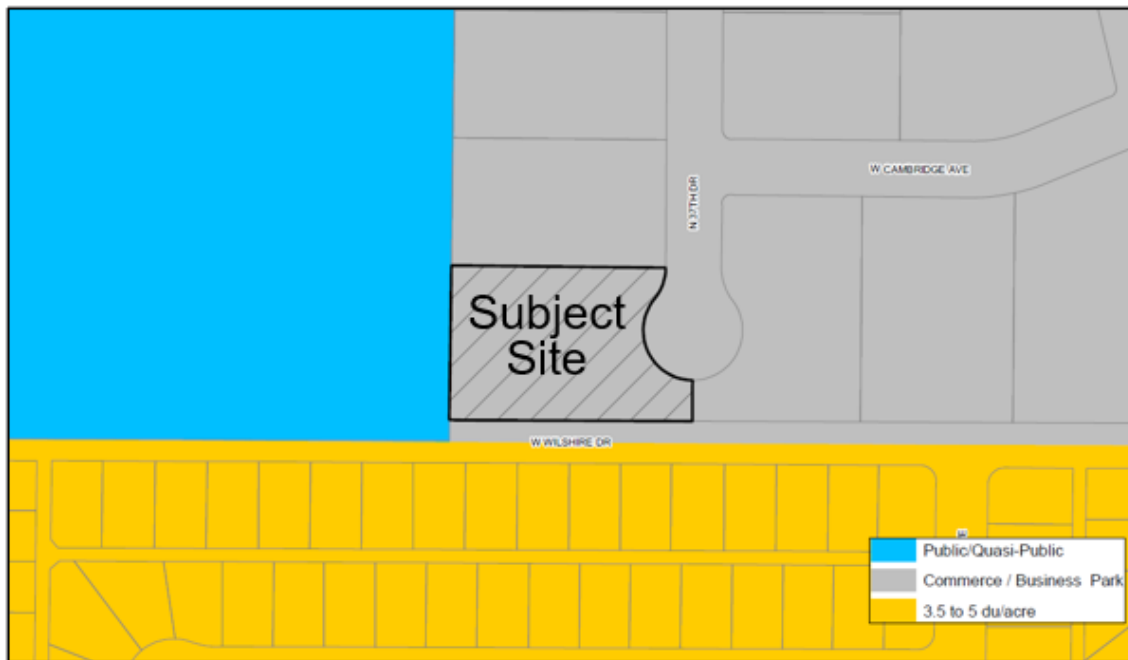 W CAMBRIDGE AVE
N 37TH DR
Subject
Site
W WILSHIRE DR
Public/Quasi-Public
Commerce / Business Park
3.5 to 5 du/acre